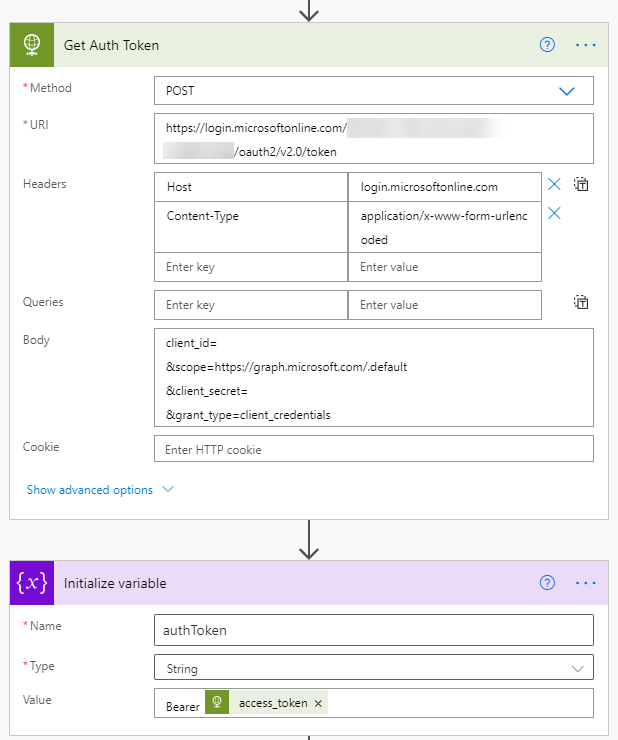 Get Auth Token
?
...
* Method
POST
* URI
https://login.microsoftonline.com/
/oauth2/v2.0/token
Headers
Host
login.microsoftonline.com
Content-Type
application/x-www-form-urlenc
oded
Enter key
Enter value
Queries
Enter key
Enter value
Body
client_id=
&scope=https://graph.microsoft.com/.default
&client_secret=
&grant_type=client_credentials
Cookie
Enter HTTP cookie
Show advanced options
{x}
Initialize variable
?
...
* Name
authToken
* Type
String
Value
Bearer access_token ×